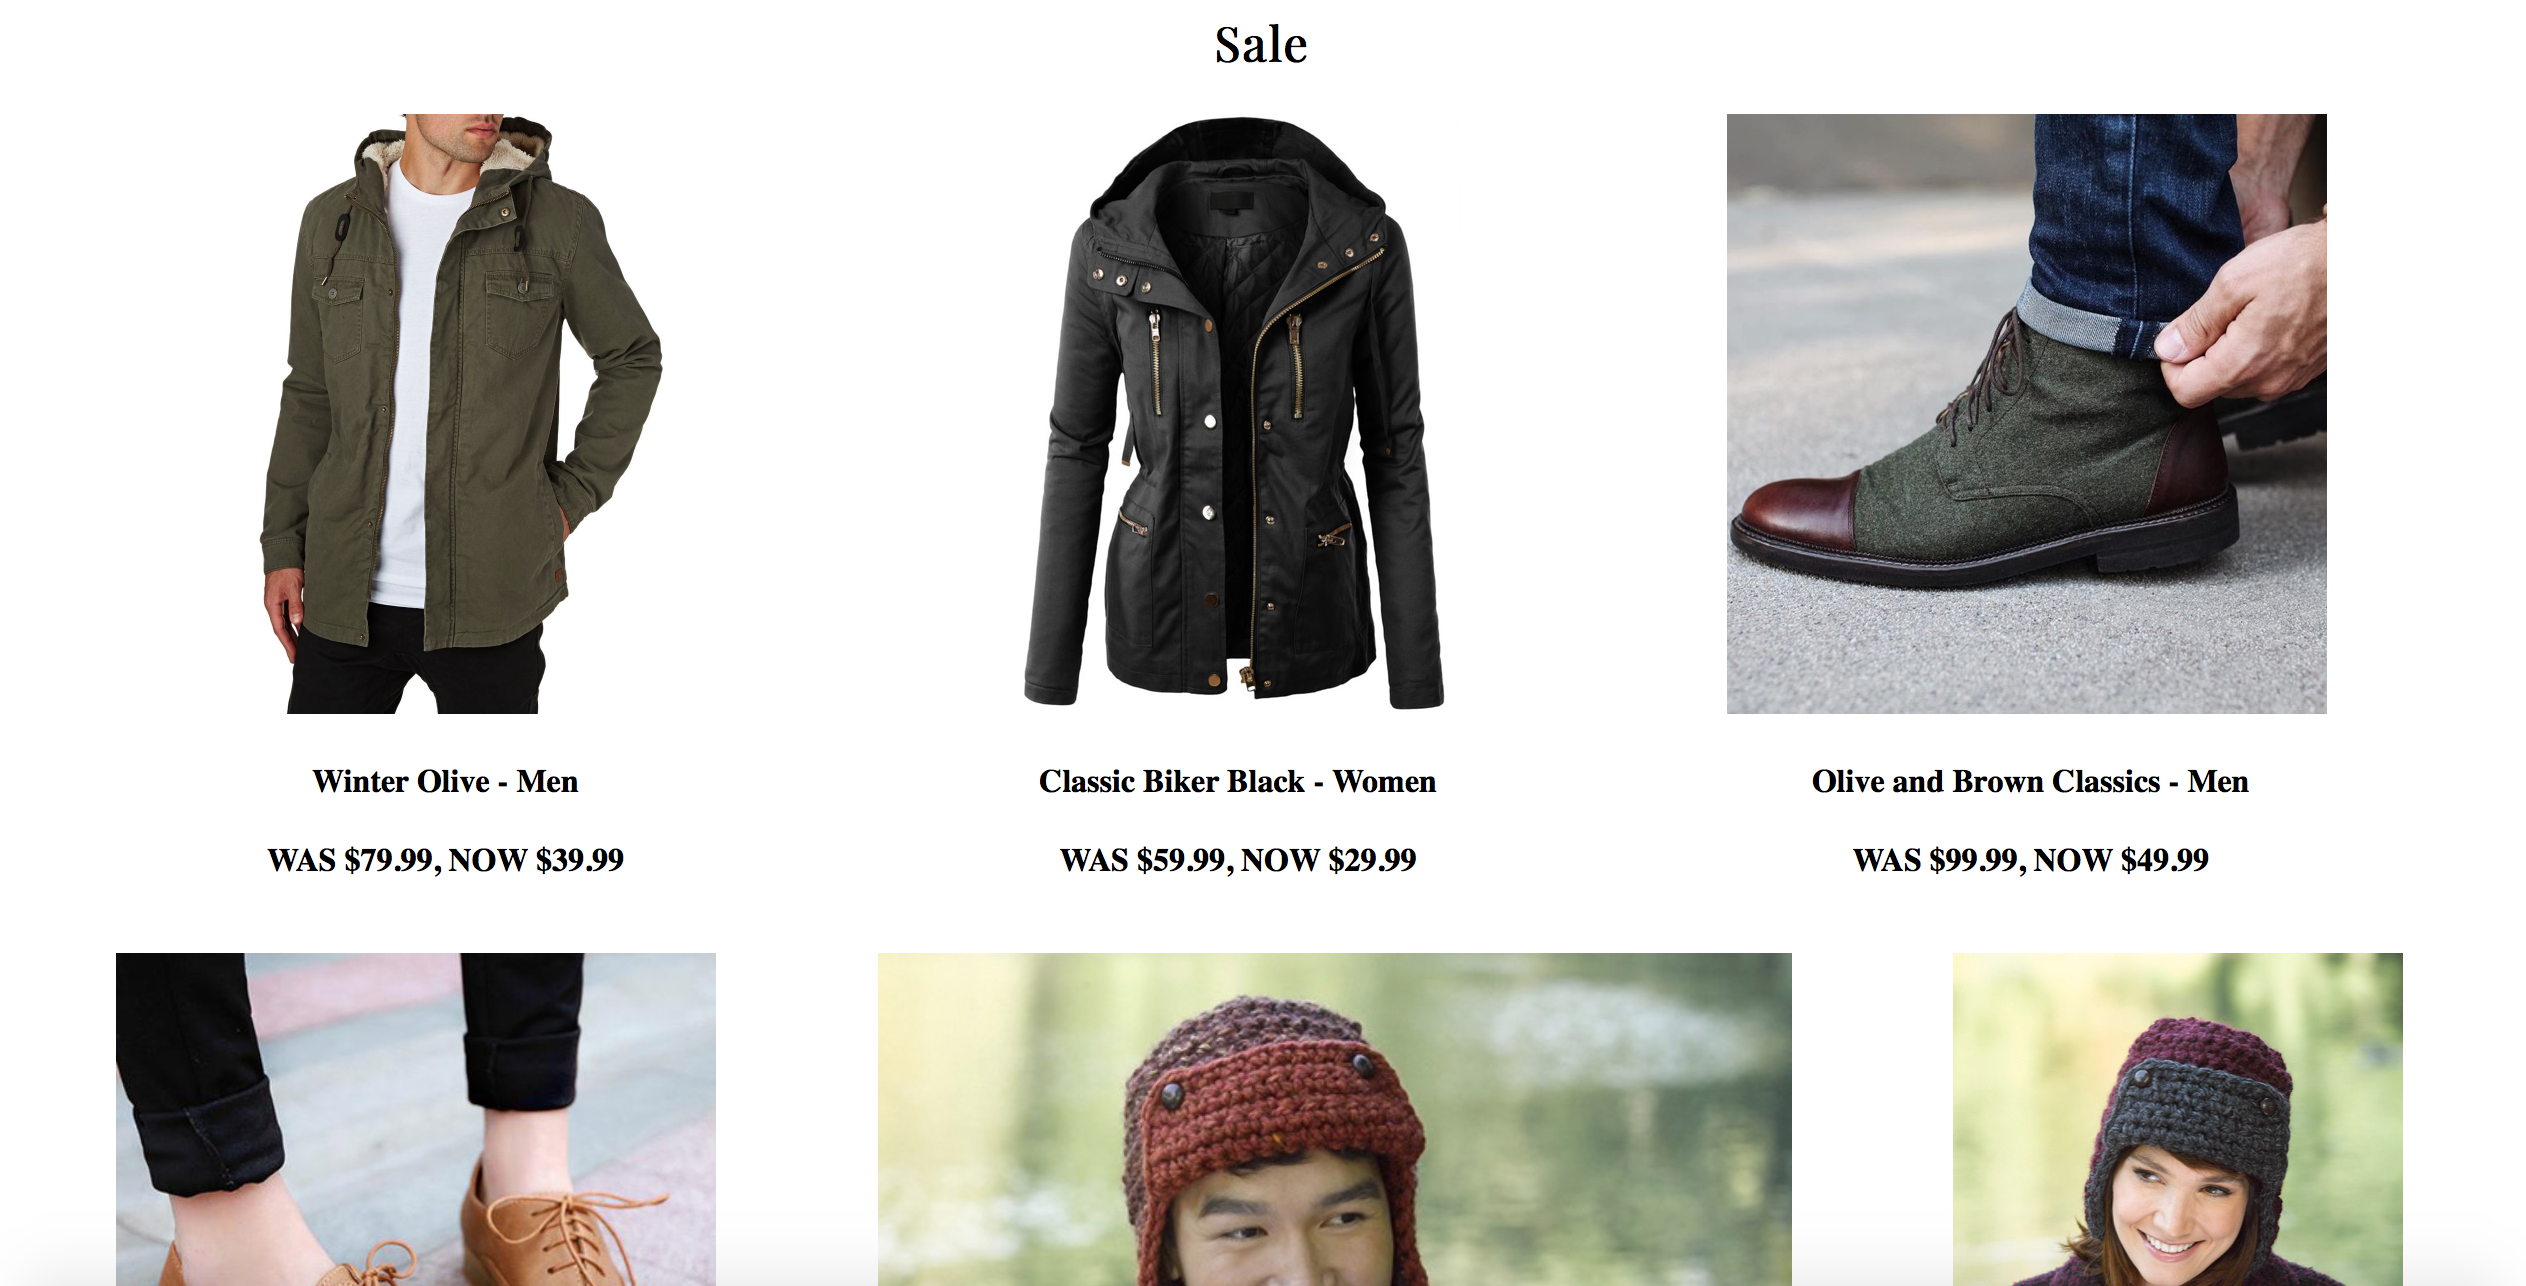 Sale
Winter Olive - Men
Classic Biker Black - Women
Olive and Brown Classics - Men
WAS $79.99, NOW $39.99
WAS $59.99, NOW $29.99
WAS $99.99, NOW $49.99